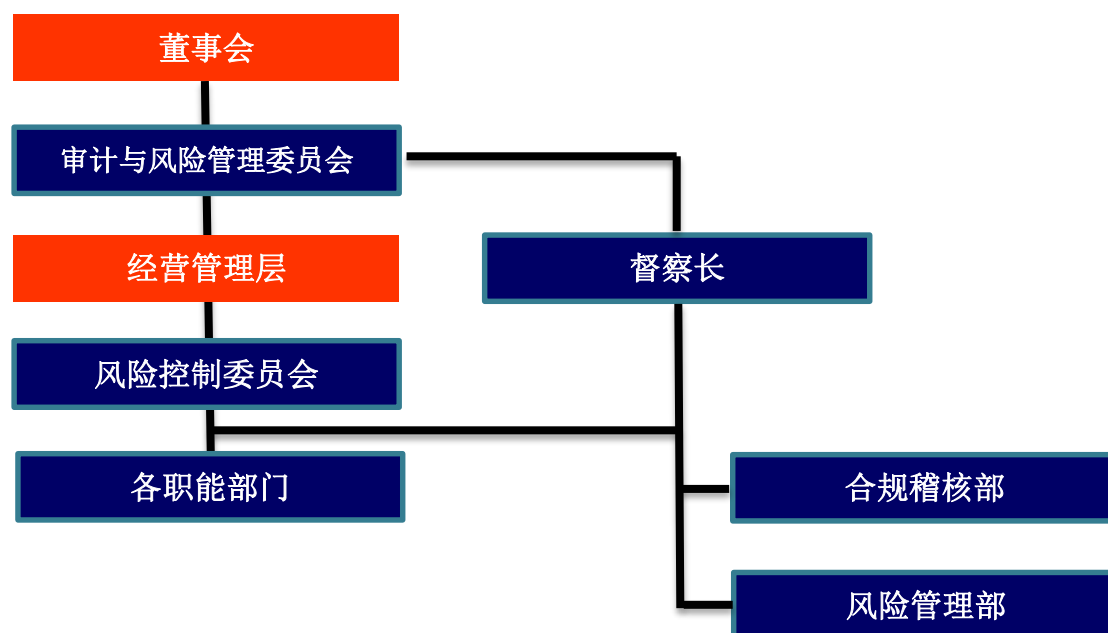 董事会
审计与风险管理委员会
经营管理层
督察长
风险控制委员会
各职能部门
合规稽核部
风险管理部